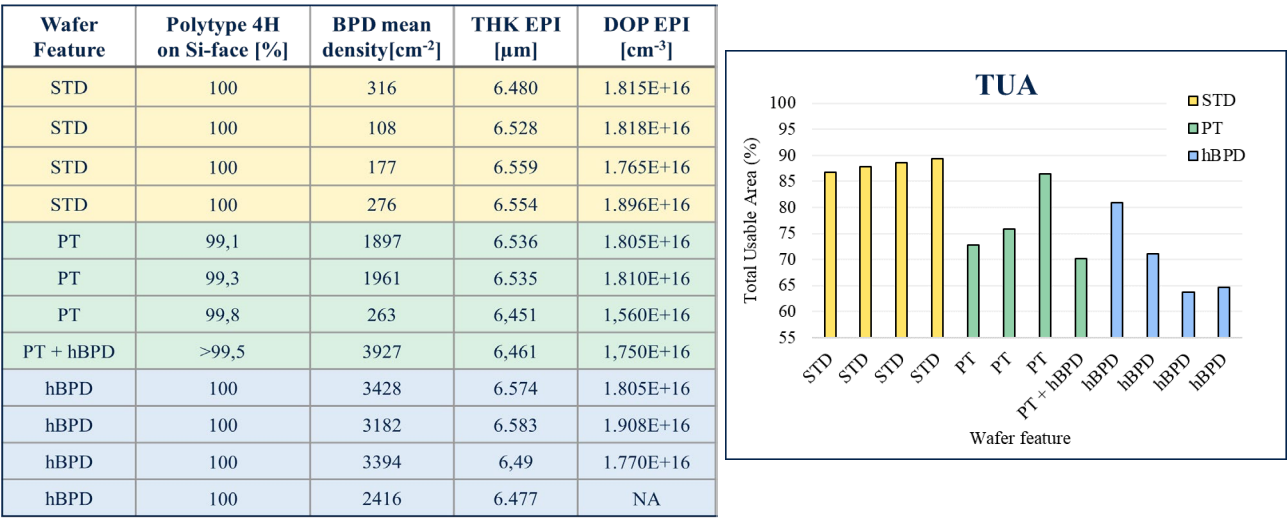 Wafer Feature Polytype 4H on Si-face [%] BPD mean density[cm-2] THK EPI [µm] DOP EPI [cm-3]
STD 100 316 6.480 1.815E+16
STD 100 108 6.528 1.818E+16
STD 100 177 6.559 1.765E+16
STD 100 276 6.554 1.896E+16
PT 99,1 1897 6.536 1.805E+16
PT 99,3 1961 6.535 1.810E+16
PT 99,8 263 6,451 1,560E+16
PT + hBPD >99,5 3927 6,461 1,750E+16
hBPD 100 3428 6.574 1.805E+16
hBPD 100 3182 6.583 1.908E+16
hBPD 100 3394 6,49 1.770E+16
hBPD 100 2416 6.477 NA
TUA
STD
PT
hBPD
Total Usable Area (%)
100
95
90
85
80
75
70
65
60
55
STD STD STD STD PT PT PT PT + hBPD hBPD hBPD hBPD hBPD
Wafer feature